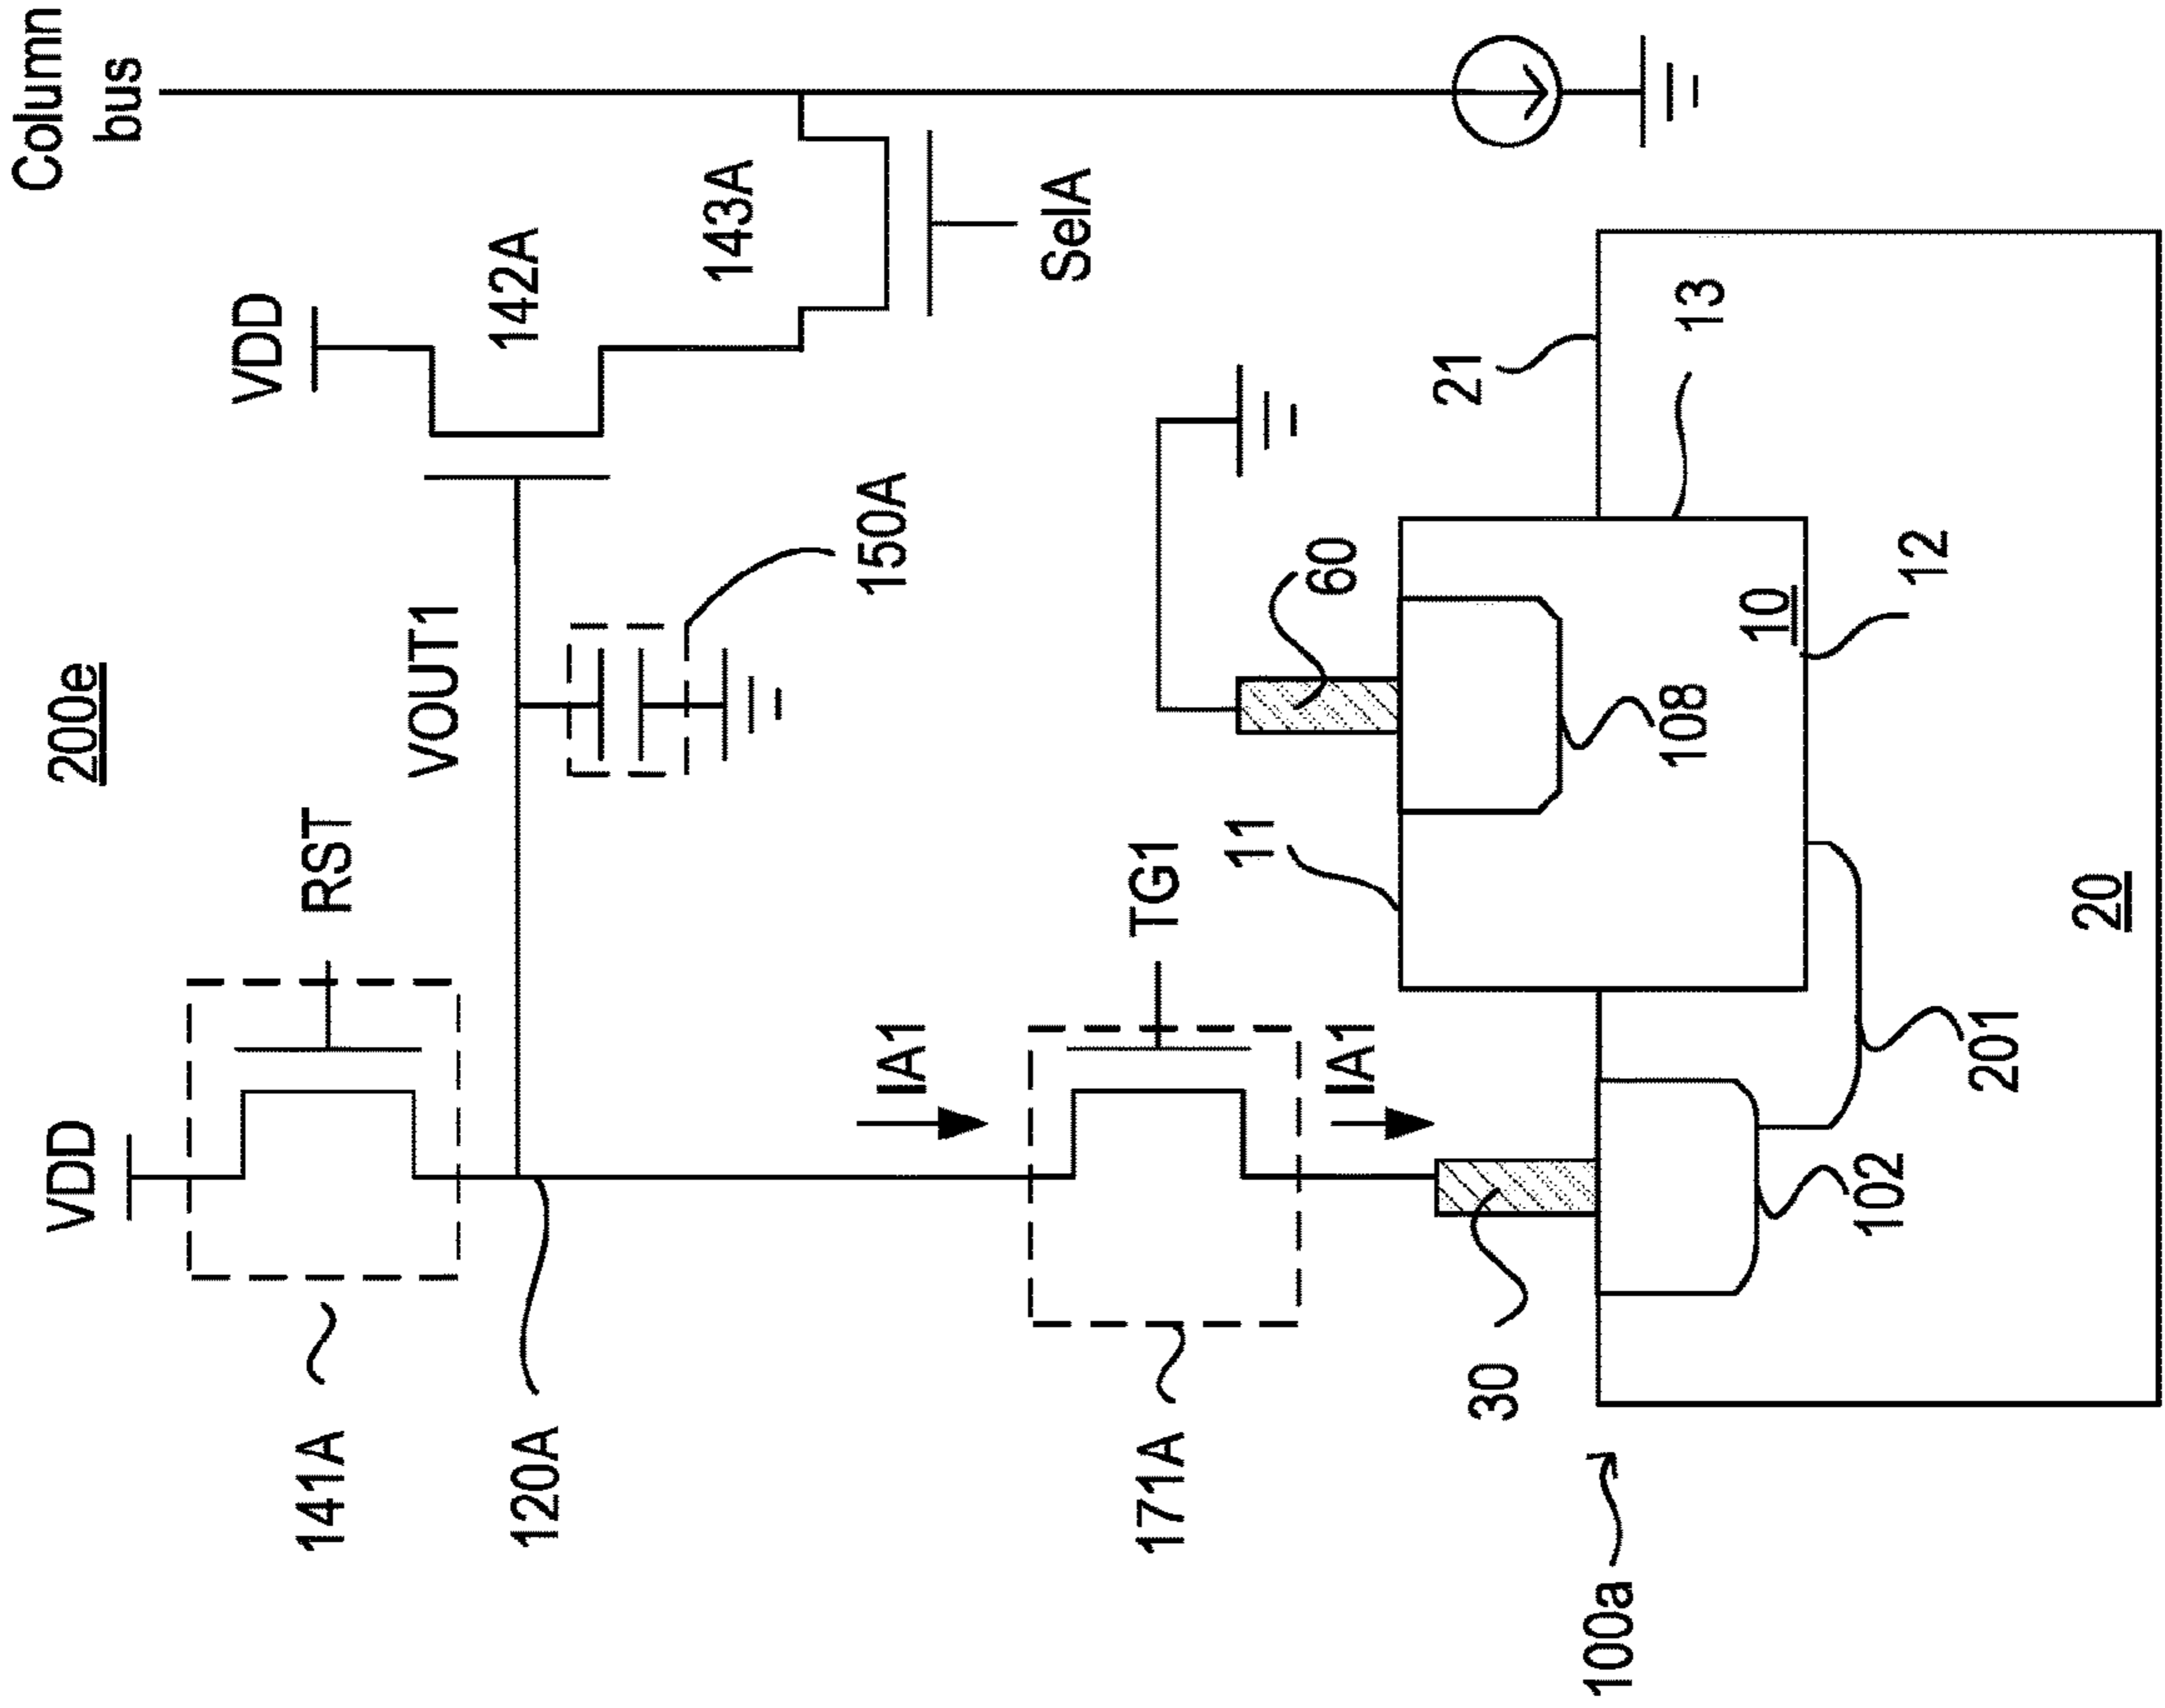 Column
bus
200e
VDD
142A
143A
SelA
VDD
RST
VOUT1
150A
141A
120A
IA1
TG1
171A
IA1
30
11
60
21
13
10
12
108
102
201
20
100a